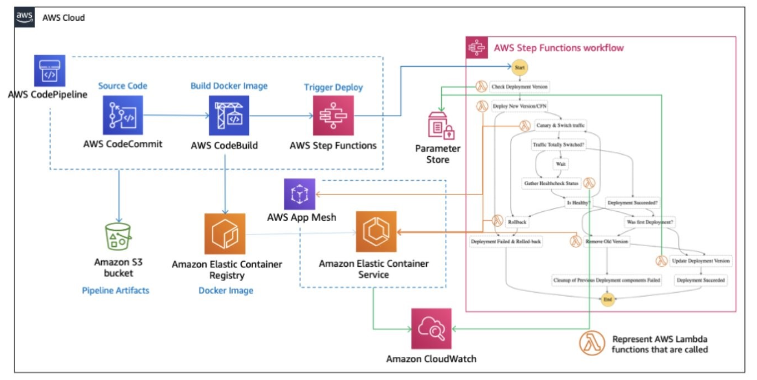 aws
AWS Cloud
AWS Step Functions workflow
AWS CodePipeline
Source Code
AWS CodeCommit
Build Docker Image
AWS CodeBuild
Trigger Deploy
AWS Step Functions
Parameter
Store
AWS App Mesh
Amazon S3
bucket
Pipeline Artifacts
Amazon Elastic Container
Registry
Docker Image
Amazon Elastic Container
Service
Amazon CloudWatch
Start
Check Deployment Version
Deploy New Version/CFN
Canary & Switch traffic
Traffic Totally Switched?
Wait
Gather Healthcheck Status
Is Healthy?
Deployment Succeeded?
Rollback
Was first Deployment?
Deployment Failed & Rolled-back
Remove Old Version
Update Deployment Version
Cleanup of Previous Deployment components Failed
Deployment Succeeded
End
Represent AWS Lambda
functions that are called